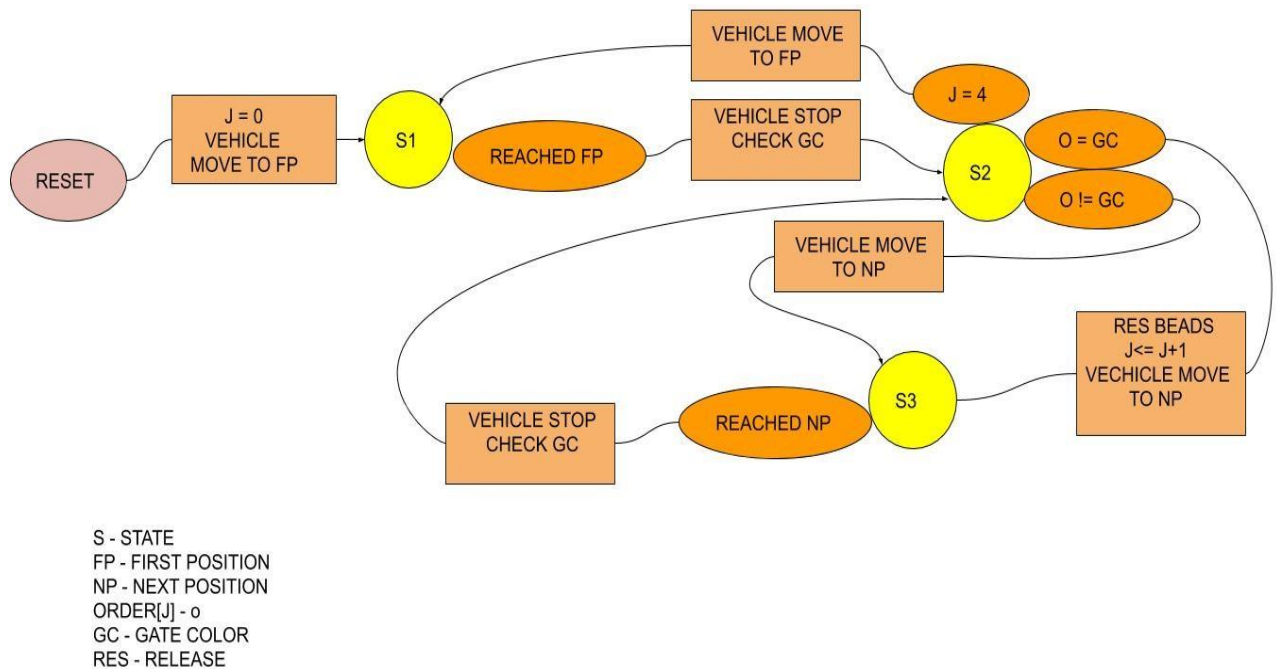 VEHICLE MOVE
TO FP
J = 4
J = 0
VEHICLE
MOVE TO FP
S1
VEHICLE STOP
CHECK GC
O = GC
REACHED FP
RESET
S2
O != GC
VEHICLE MOVE
TO NP
RES BEADS
J<= J+1
VECHICLE MOVE
TO NP
S3
VEHICLE STOP
CHECK GC
REACHED NP
S - STATE
FP - FIRST POSITION
NP - NEXT POSITION
ORDER[J] - o
GC - GATE COLOR
RES - RELEASE